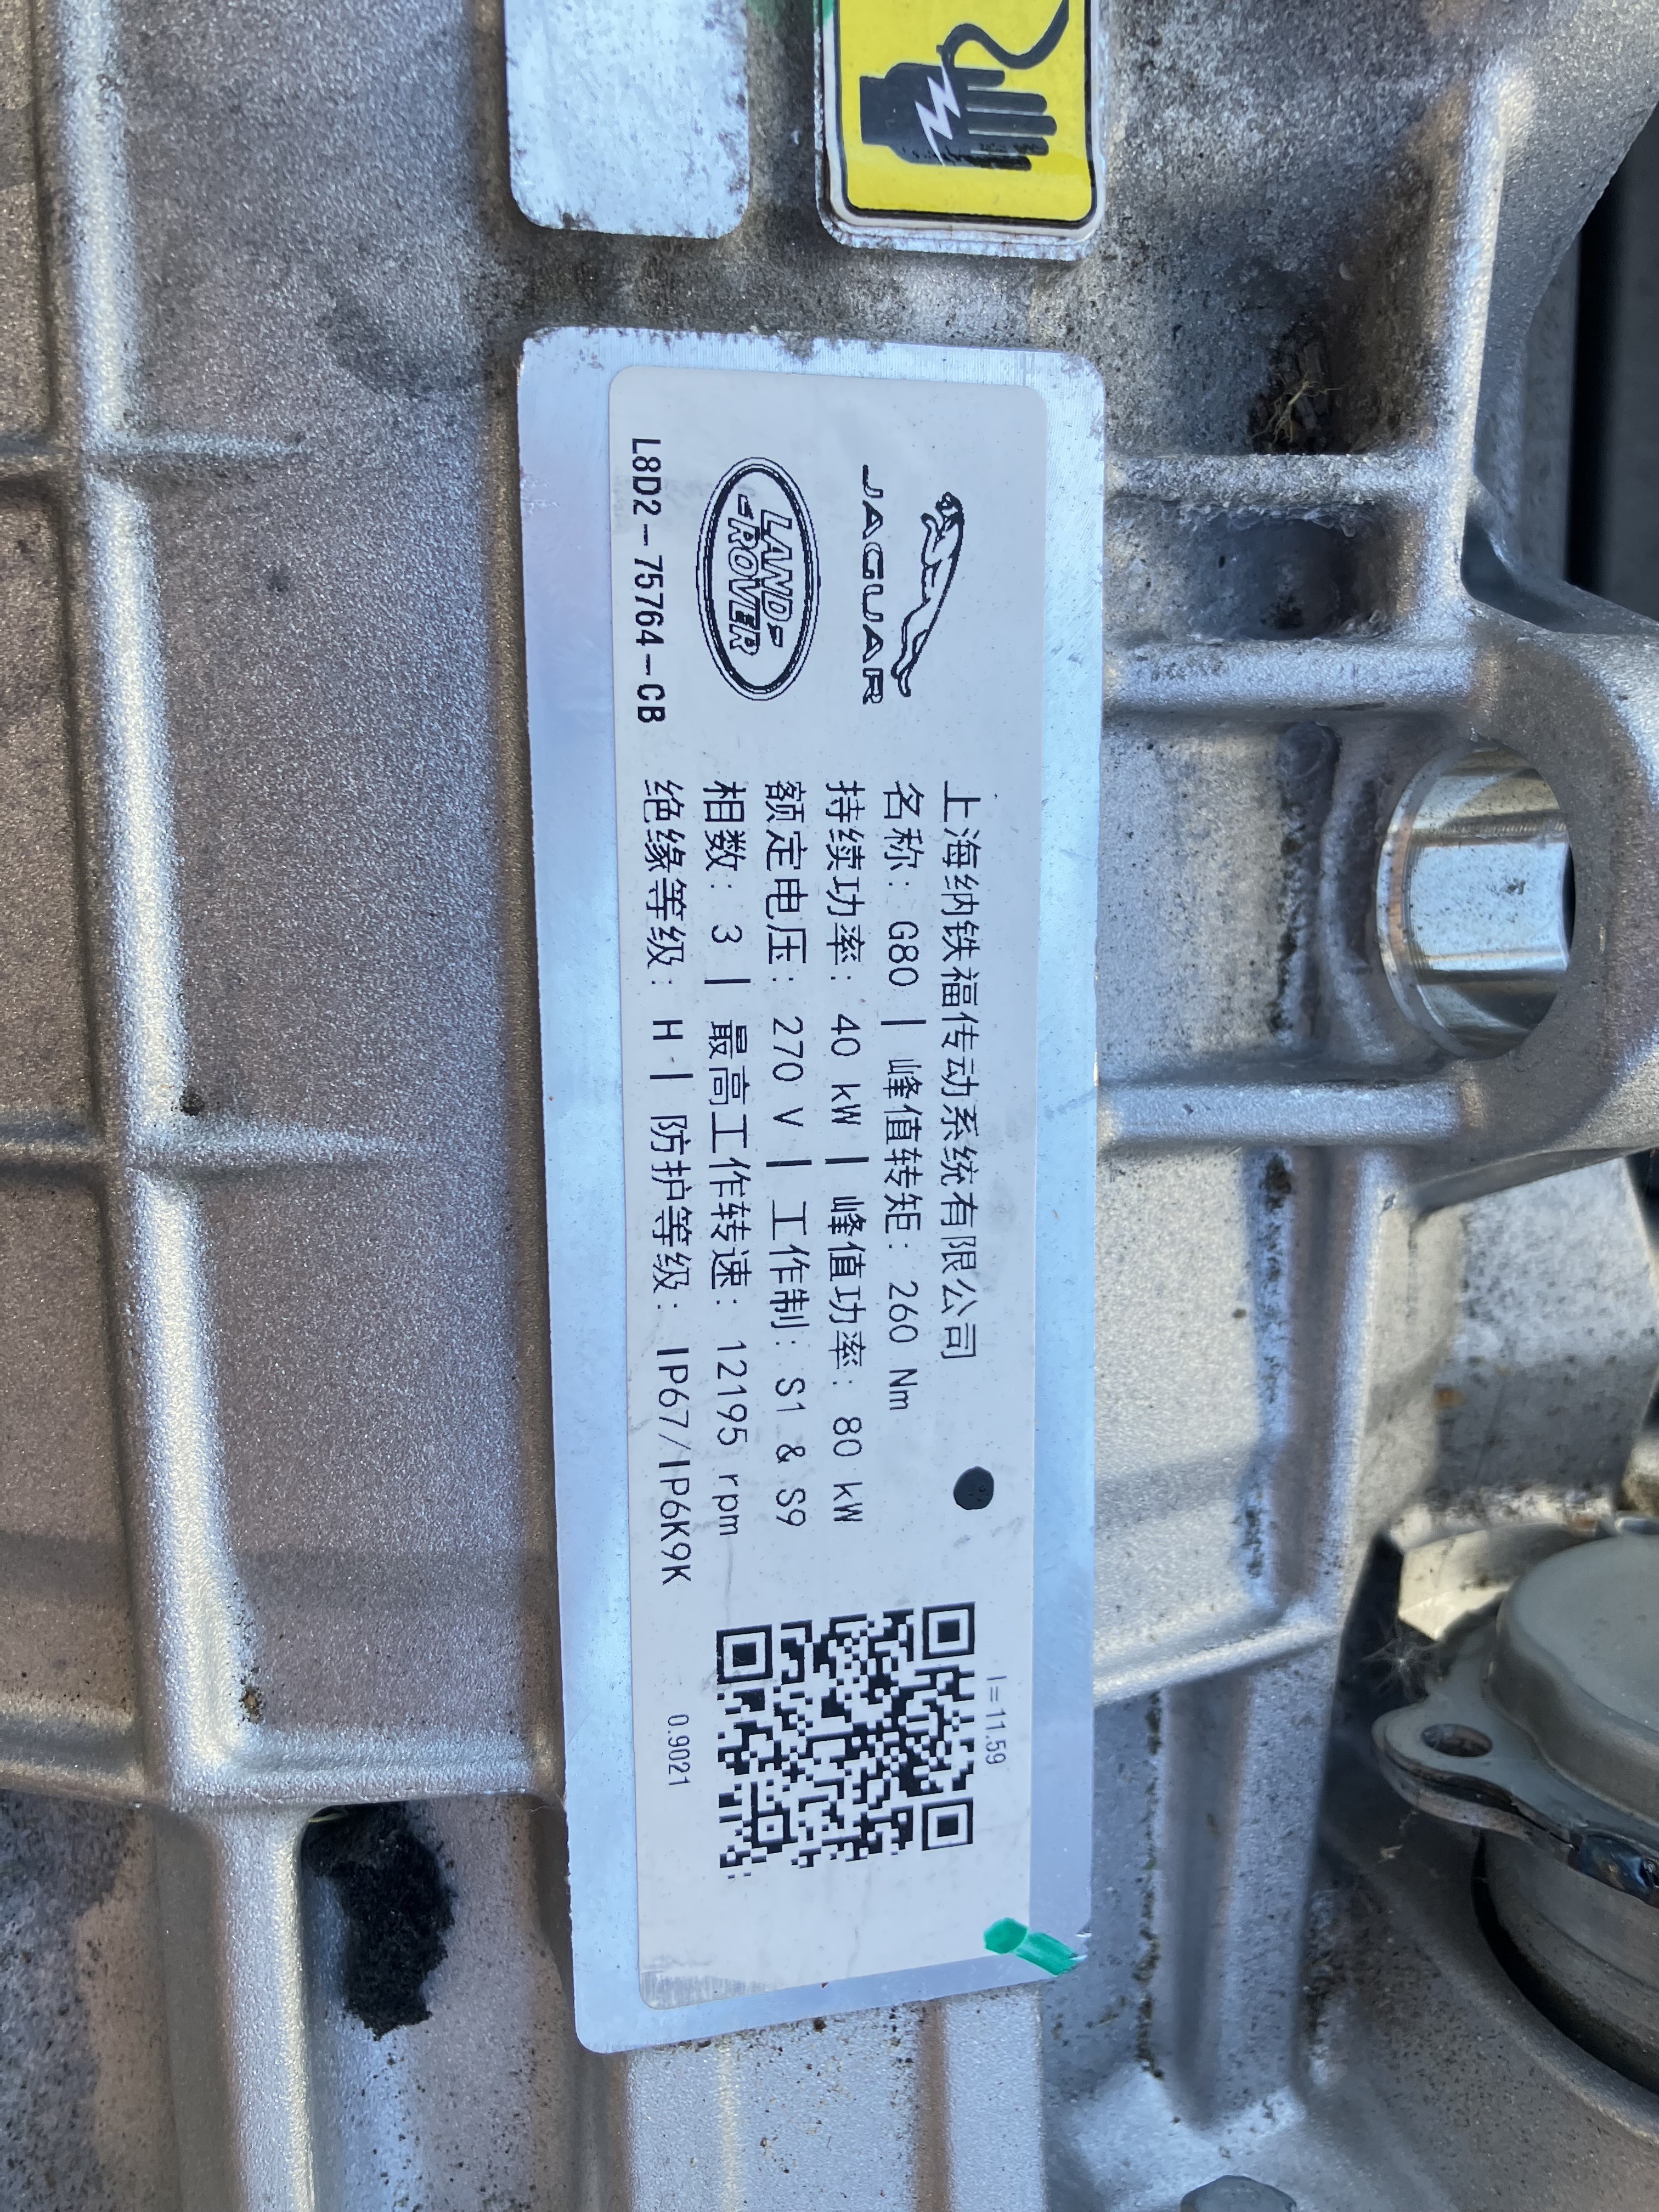 JAGUAR
LAND
ROVER
L8D2-75764-CB
上海纳铁福传动系统有限公司
名称: G80 | 峰值转矩: 260 Nm
持续功率: 40 kW | 峰值功率: 80 kW
额定电压: 270 V | 工作制: S1 & S9
相数: 3 | 最高工作转速: 12195 rpm
绝缘等级: H | 防护等级: IP67/IP6K9K
I=11.59
0.9021